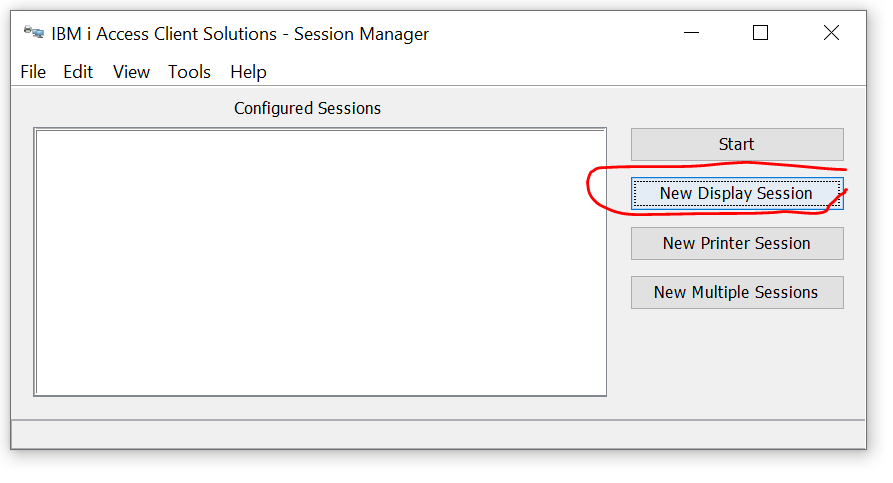 IBM i Access Client Solutions - Session Manager
File Edit View Tools Help
Configured Sessions
Start
New Display Session
New Printer Session
New Multiple Sessions